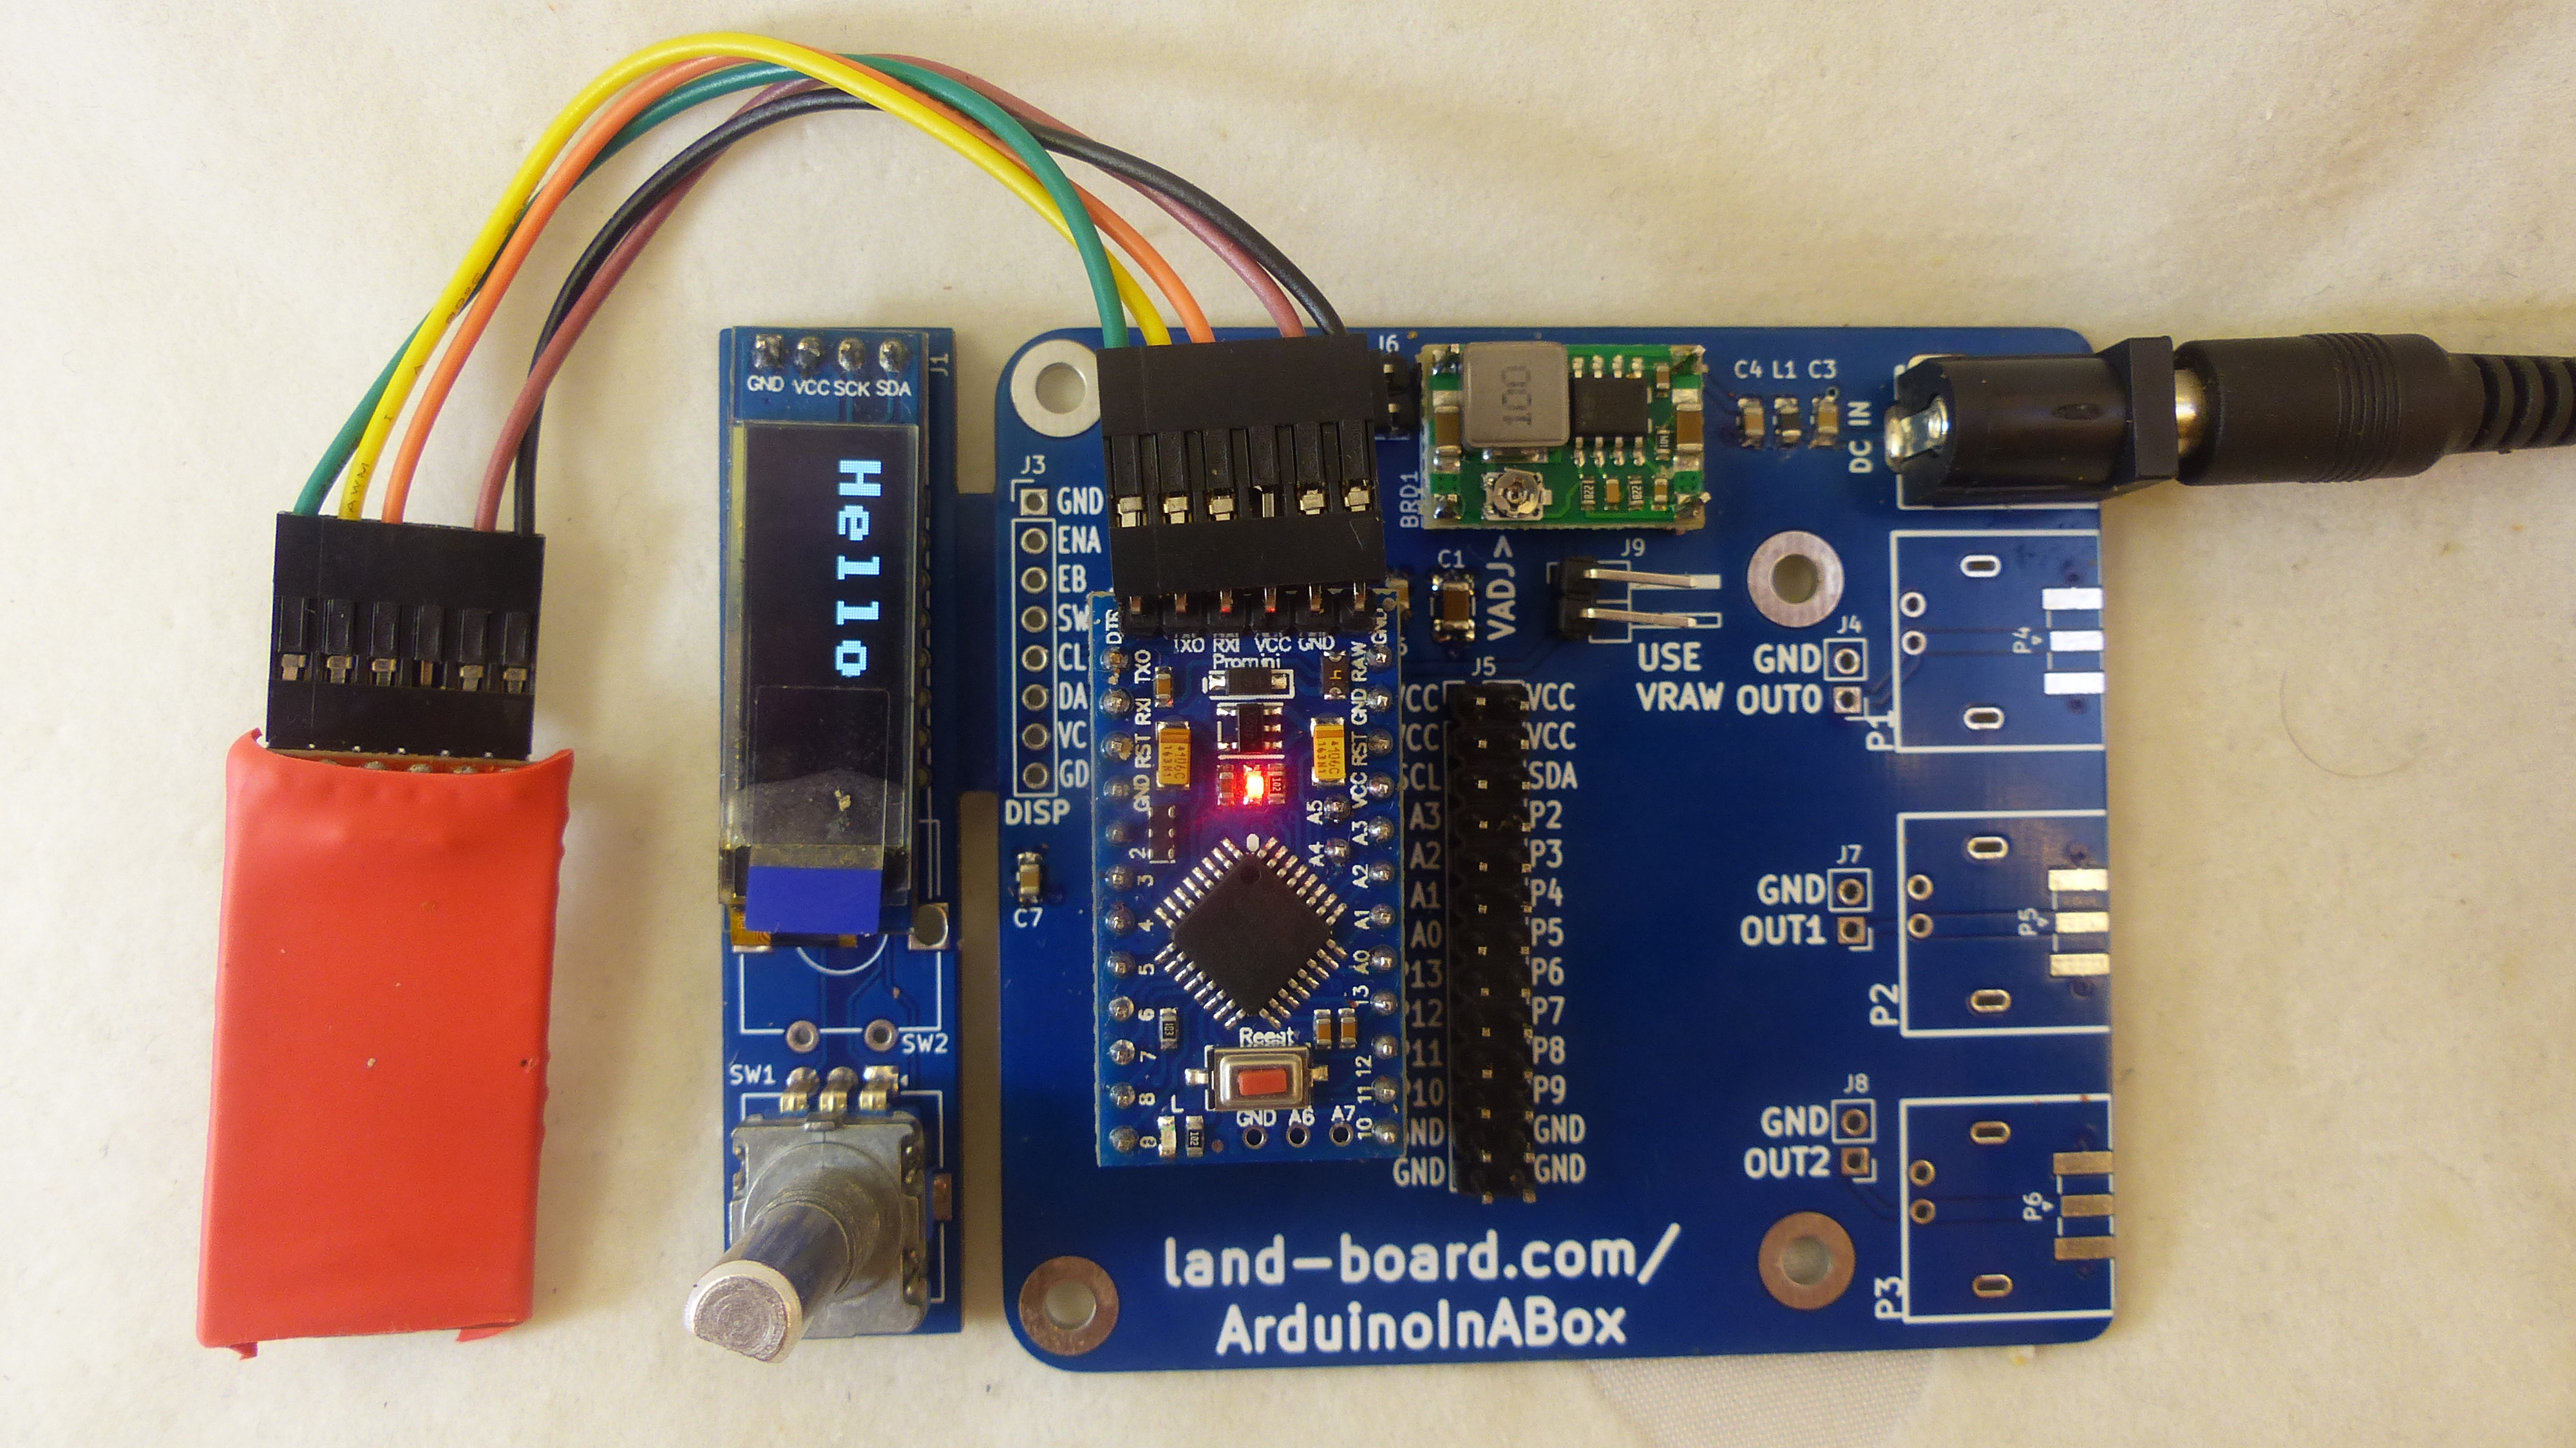 GND VCC SCK SDA
J1
Hello
SW2
SW1
J3
GND
ENA
EB
SW
CL
DA
VC
GD
DISP
C7
J6
BRD1
100
C4 L1 C3
DC IN
C1
VADJ>
J9
USE
VRAW
DTR TXO RXI VCC GND
Promini
TXO
RXI
RST
GND
2
3
4
5
6
7
8
9
GND
RAW
GND
RST
VCC
A3
A2
A1
A0
13
12
11
10
A5
A4
Reest
GND A6 A7
L
J5
VCC VCC
VCC VCC
SCL SDA
A3 P2
A2 P3
A1 P4
A0 P5
P13 P6
P12 P7
P11 P8
P10 P9
GND GND
GND GND
J4
GND
OUT0
P1
P4
J7
GND
OUT1
P2
P5
J8
GND
OUT2
P3
P6
land-board.com/
ArduinoInABox
AWM